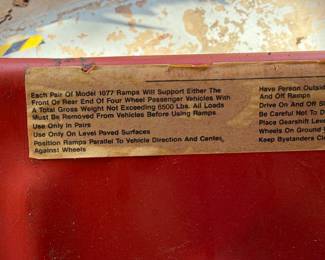 Each Pair Of Model 1077 Ramps Will Support Either The
Front Or Rear End Of Four Wheel Passenger Vehicles With
A Total Gross Weight Not Exceeding 6500 Lbs. All Loads
Must Be Removed From Vehicles Before Using Ramps.
Use Only In Pairs
Use Only On Level Paved Surfaces
Position Ramps Parallel To Vehicle Direction And Center
Against Wheels
Have Person Outside
And Off Ramps
Drive On And Off S
Be Careful Not To D
Place Gearshift Leve
Wheels On Ground
Keep Bystanders Cl